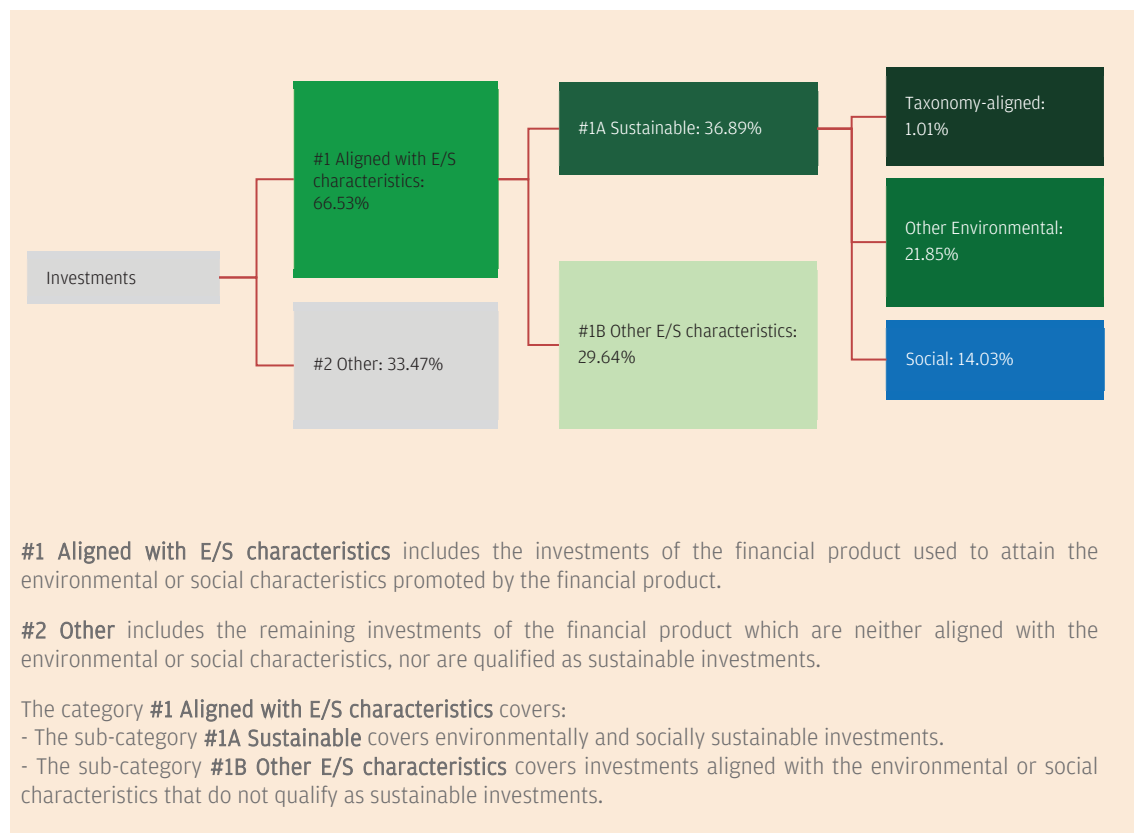 Investments
#1 Aligned with E/S
characteristics:
66.53%
#2 Other: 33.47%
#1A Sustainable: 36.89%
#1B Other E/S characteristics:
29.64%
Taxonomy-aligned:
1.01%
Other Environmental:
21.85%
Social: 14.03%
#1 Aligned with E/S characteristics includes the investments of the financial product used to attain the
environmental or social characteristics promoted by the financial product.
#2 Other includes the remaining investments of the financial product which are neither aligned with the
environmental or social characteristics, nor are qualified as sustainable investments.
The category #1 Aligned with E/S characteristics covers:
- The sub-category #1A Sustainable covers environmentally and socially sustainable investments.
- The sub-category #1B Other E/S characteristics covers investments aligned with the environmental or social
characteristics that do not qualify as sustainable investments.